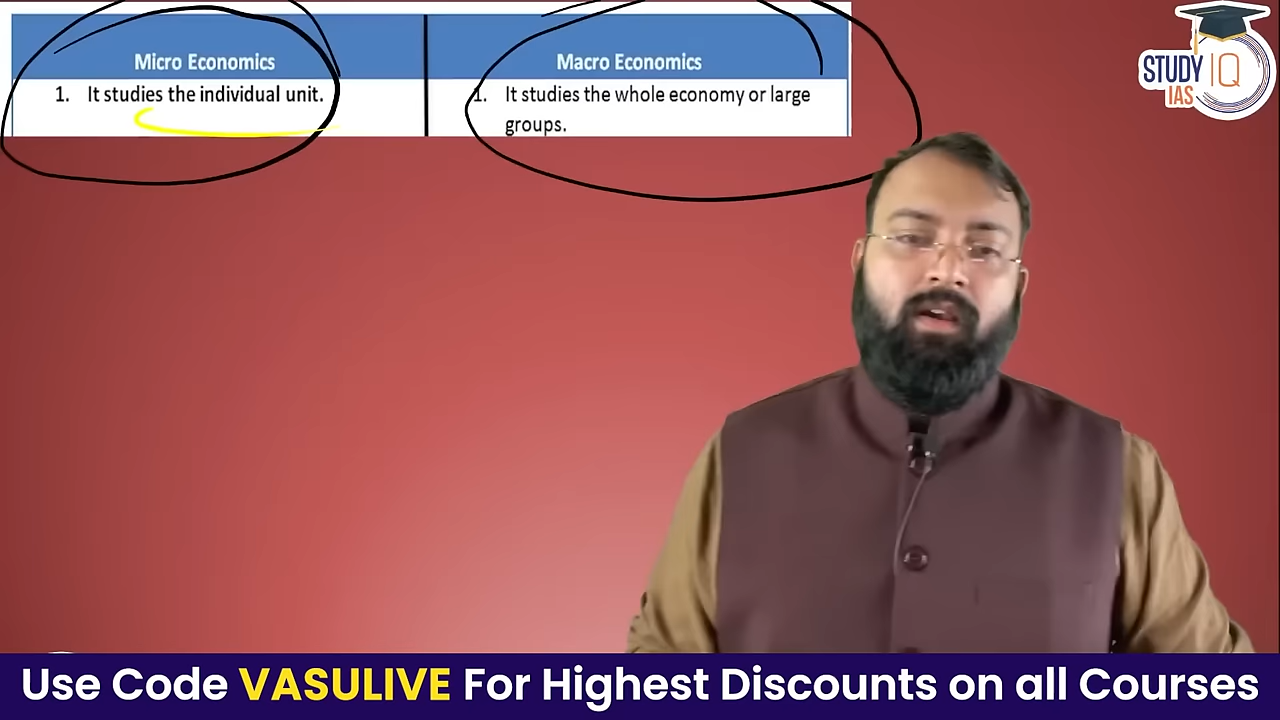 Micro Economics
1. It studies the individual unit.
Macro Economics
1. It studies the whole economy or large
groups.
STUDY IQ
IAS
Use Code VASULIVE For Highest Discounts on all Courses